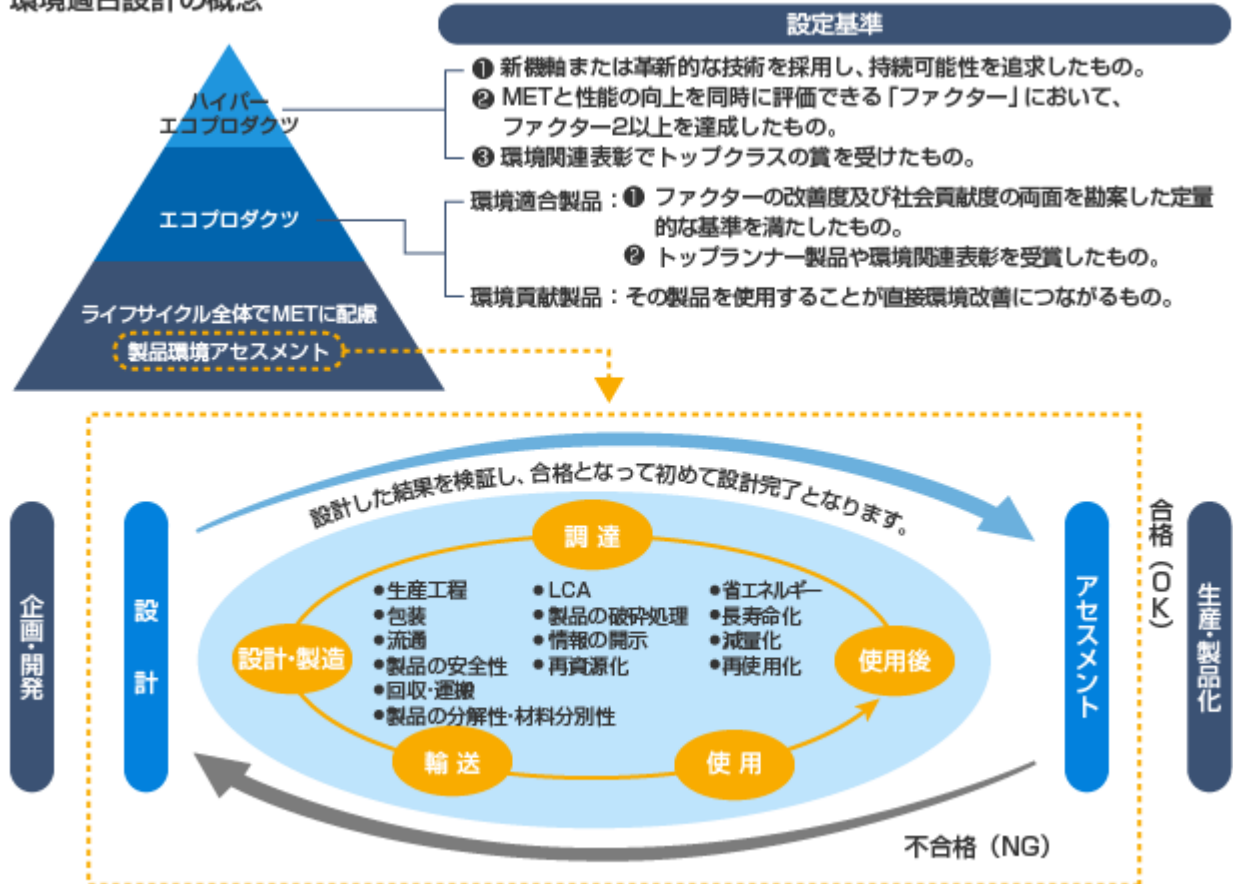 環境適合設計の概念
設定基準
ハイパー
エコプロダクツ
❶ 新機軸または革新的な技術を採用し、持続可能性を追求したもの。
❷ METと性能の向上を同時に評価できる「ファクター」において、
ファクター2以上を達成したもの。
❸ 環境関連表彰でトップクラスの賞を受けたもの。
エコプロダクツ
環境適合製品：❶ ファクターの改善度及び社会貢献度の両面を勘案した定量
的な基準を満たしたもの。
❷ トップランナー製品や環境関連表彰を受賞したもの。
環境貢献製品：その製品を使用することが直接環境改善につながるもの。
ライフサイクル全体でMETに配慮
製品環境アセスメント
企画・開発
設計
設計した結果を検証し、合格となって初めて設計完了となります。
調達
設計・製造
輸送
使用
使用後
●生産工程
●包装
●流通
●製品の安全性
●回収・運搬
●製品の分解性・材料分別性
●LCA
●製品の破砕処理
●情報の開示
●再資源化
●省エネルギー
●長寿命化
●減量化
●再使用化
アセスメント
合格（OK）
生産・製品化
不合格（NG）